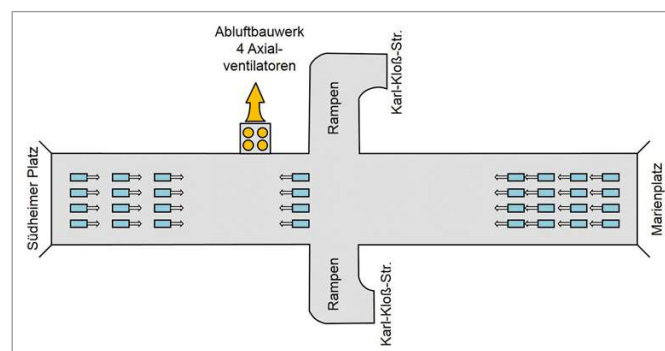 Abluftbauwerk
4 Axial-
ventilatoren
Rampen
Karl-Kloß-Str.
Südheimer Platz
Marienplatz
Rampen
Karl-Kloß-Str.